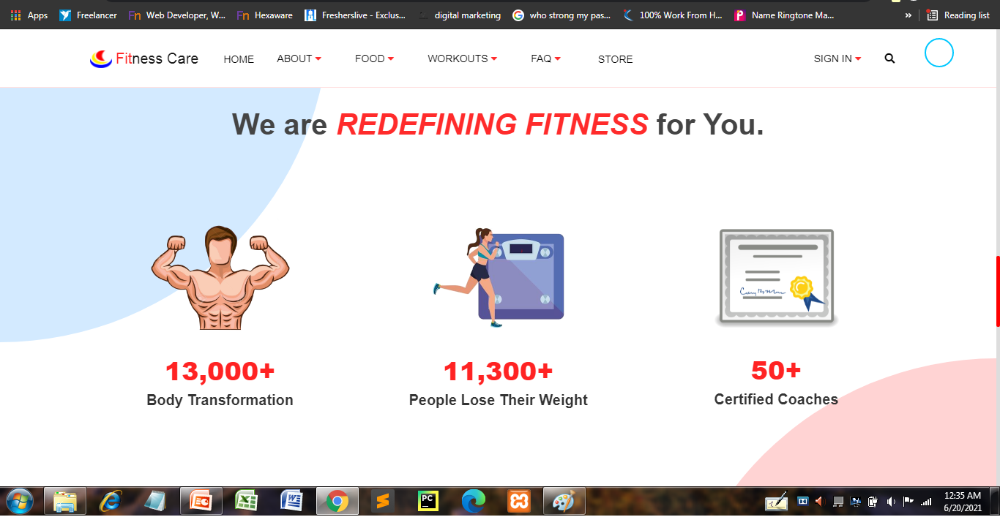 Apps Freelancer Web Developer, W... Hexaware Fresherslive - Exclus... digital marketing who strong my pas... 100% Work From H... Name Ringtone Ma... » Reading list
Fitness Care HOME ABOUT FOOD WORKOUTS FAQ STORE SIGN IN
We are REDEFINING FITNESS for You.
13,000+ 11,300+ 50+
Body Transformation People Lose Their Weight Certified Coaches
12:35 AM
6/20/2021